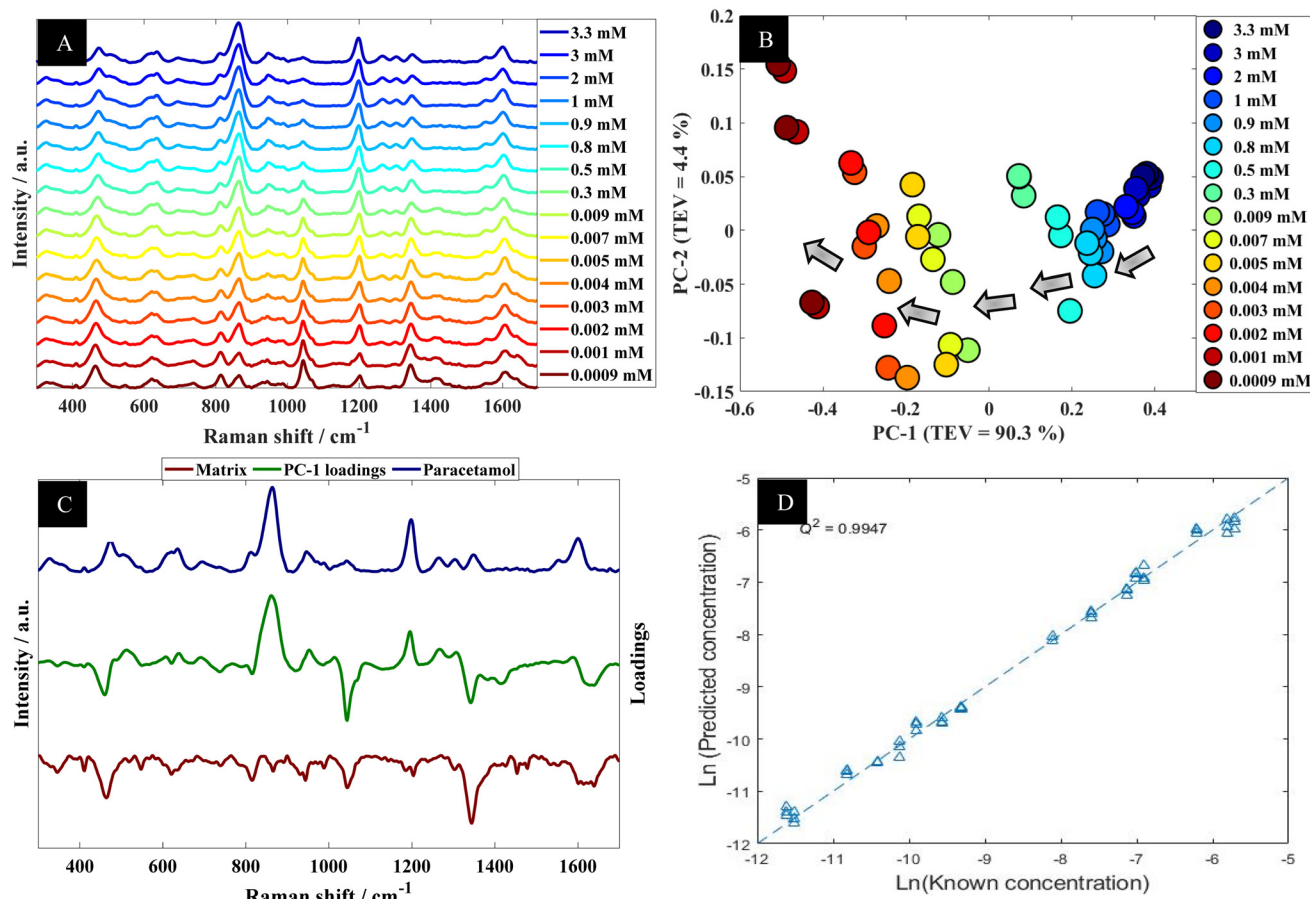 A
3.3 mM
3 mM
2 mM
1 mM
0.9 mM
0.8 mM
0.5 mM
0.3 mM
0.009 mM
0.007 mM
0.005 mM
0.004 mM
0.003 mM
0.002 mM
0.001 mM
0.0009 mM
Intensity / a.u.
400 600 800 1000 1200 1400 1600
Raman shift / cm-1
B
0.2
0.15
0.1
0.05
0
-0.05
-0.1
-0.15
PC-2 (TEV = 4.4 %)
-0.6 -0.4 -0.2 0 0.2 0.4
PC-1 (TEV = 90.3 %)
3.3 mM
3 mM
2 mM
1 mM
0.9 mM
0.8 mM
0.5 mM
0.3 mM
0.009 mM
0.007 mM
0.005 mM
0.004 mM
0.003 mM
0.002 mM
0.001 mM
0.0009 mM
Matrix PC-1 loadings Paracetamol
C
Intensity / a.u.
Loadings
400 600 800 1000 1200 1400 1600
Raman shift / cm-1
D
Q2 = 0.9947
-5
-6
-7
-8
-9
-10
-11
-12
Ln (Predicted concentration)
-12 -11 -10 -9 -8 -7 -6 -5
Ln(Known concentration)